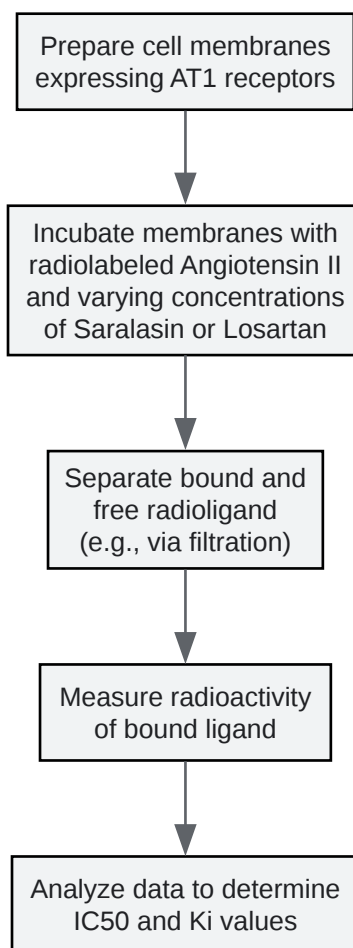 Prepare cell membranes
expressing AT1 receptors
Incubate membranes with
radiolabeled Angiotensin II
and varying concentrations
of Saralasin or Losartan
Separate bound and
free radioligand
(e.g., via filtration)
Measure radioactivity
of bound ligand
Analyze data to determine
IC50 and Ki values